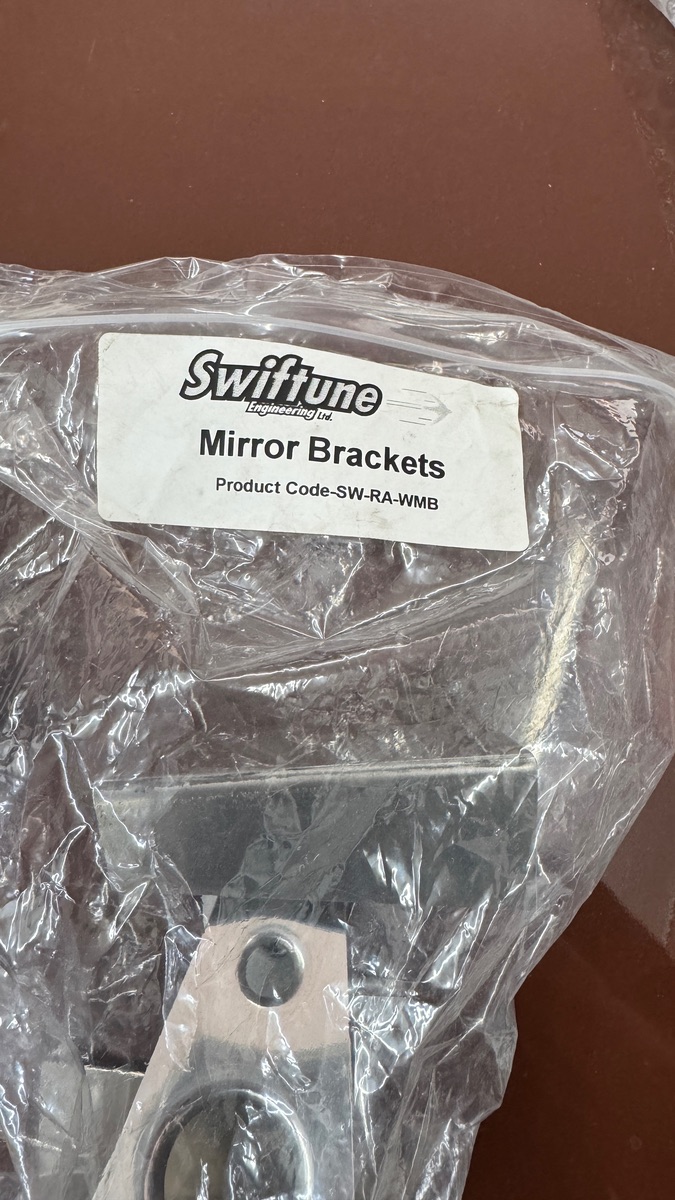 Swiftune
Engineering Ltd.
Mirror Brackets
Product Code-SW-RA-WMB